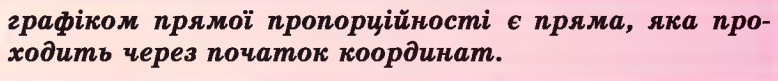 графіком прямої пропорційності є пряма, яка про-
ходить через початок координат.